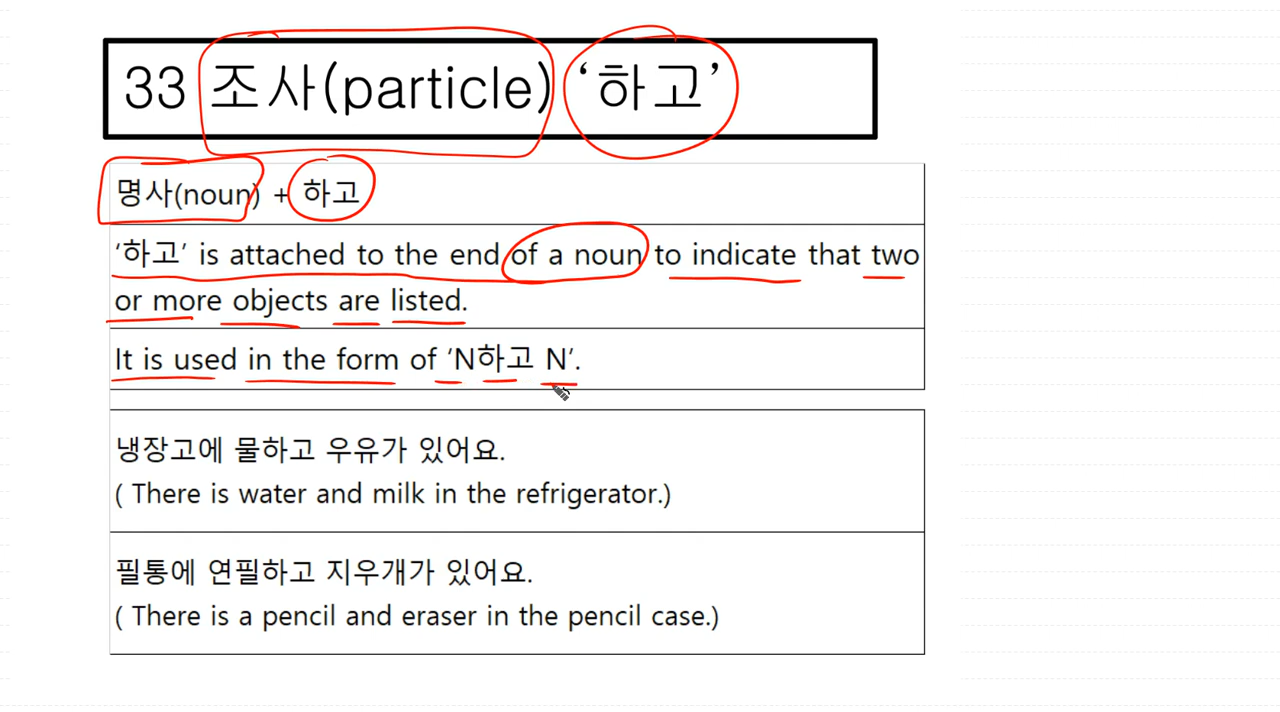 33 조사(particle) ‘하고’
명사(noun) + 하고
‘하고’ is attached to the end of a noun to indicate that two
or more objects are listed.
It is used in the form of ‘N하고 N’.
냉장고에 물하고 우유가 있어요.
( There is water and milk in the refrigerator.)
필통에 연필하고 지우개가 있어요.
( There is a pencil and eraser in the pencil case.)